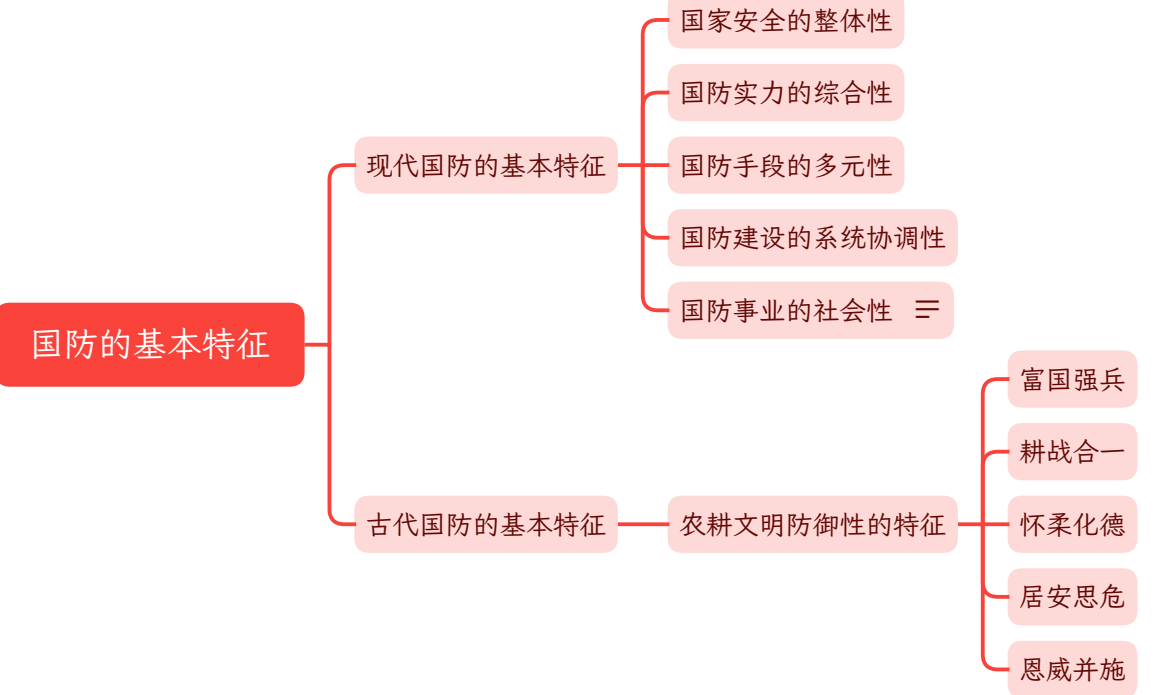 国防的基本特征
现代国防的基本特征
国家安全的整体性
国防实力的综合性
国防手段的多元性
国防建设的系统协调性
国防事业的社会性
古代国防的基本特征
农耕文明防御性的特征
富国强兵
耕战合一
怀柔化德
居安思危
恩威并施